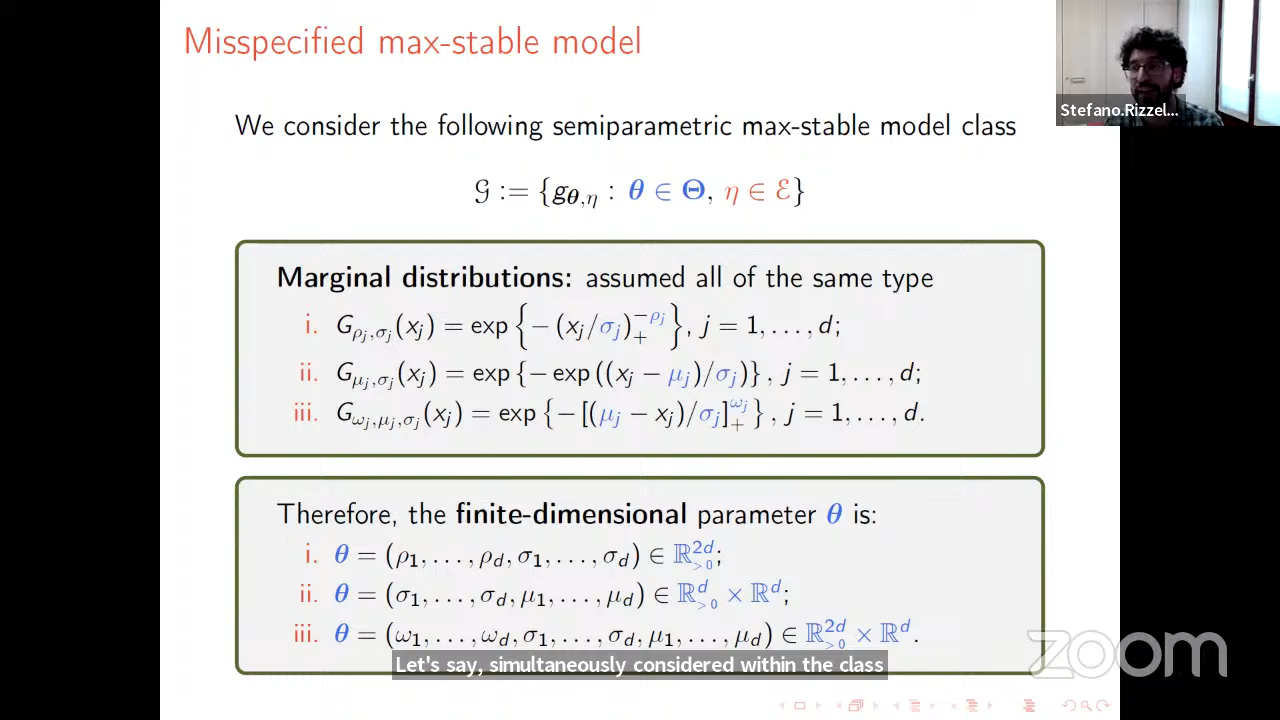 Misspecified max-stable model
Stefano.Rizzel...
We consider the following semiparametric max-stable model class
𝒢 := {g_{θ,η} : θ ∈ Θ, η ∈ ℰ}
Marginal distributions: assumed all of the same type
i. G_{ρ_j,σ_j}(x_j) = exp{−(x_j/σ_j)_+^{−ρ_j}}, j = 1, . . . , d;
ii. G_{μ_j,σ_j}(x_j) = exp{−exp((x_j − μ_j)/σ_j)}, j = 1, . . . , d;
iii. G_{ω_j,μ_j,σ_j}(x_j) = exp{−[(μ_j − x_j)/σ_j]_+^{ω_j}}, j = 1, . . . , d.
Therefore, the finite-dimensional parameter θ is:
i. θ = (ρ_1, . . . , ρ_d, σ_1, . . . , σ_d) ∈ ℝ_{>0}^{2d};
ii. θ = (σ_1, . . . , σ_d, μ_1, . . . , μ_d) ∈ ℝ_{>0}^{d} × ℝ^d;
iii. θ = (ω_1, . . . , ω_d, σ_1, . . . , σ_d, μ_1, . . . , μ_d) ∈ ℝ_{>0}^{2d} × ℝ^d.
Let's say, simultaneously considered within the class
zoom